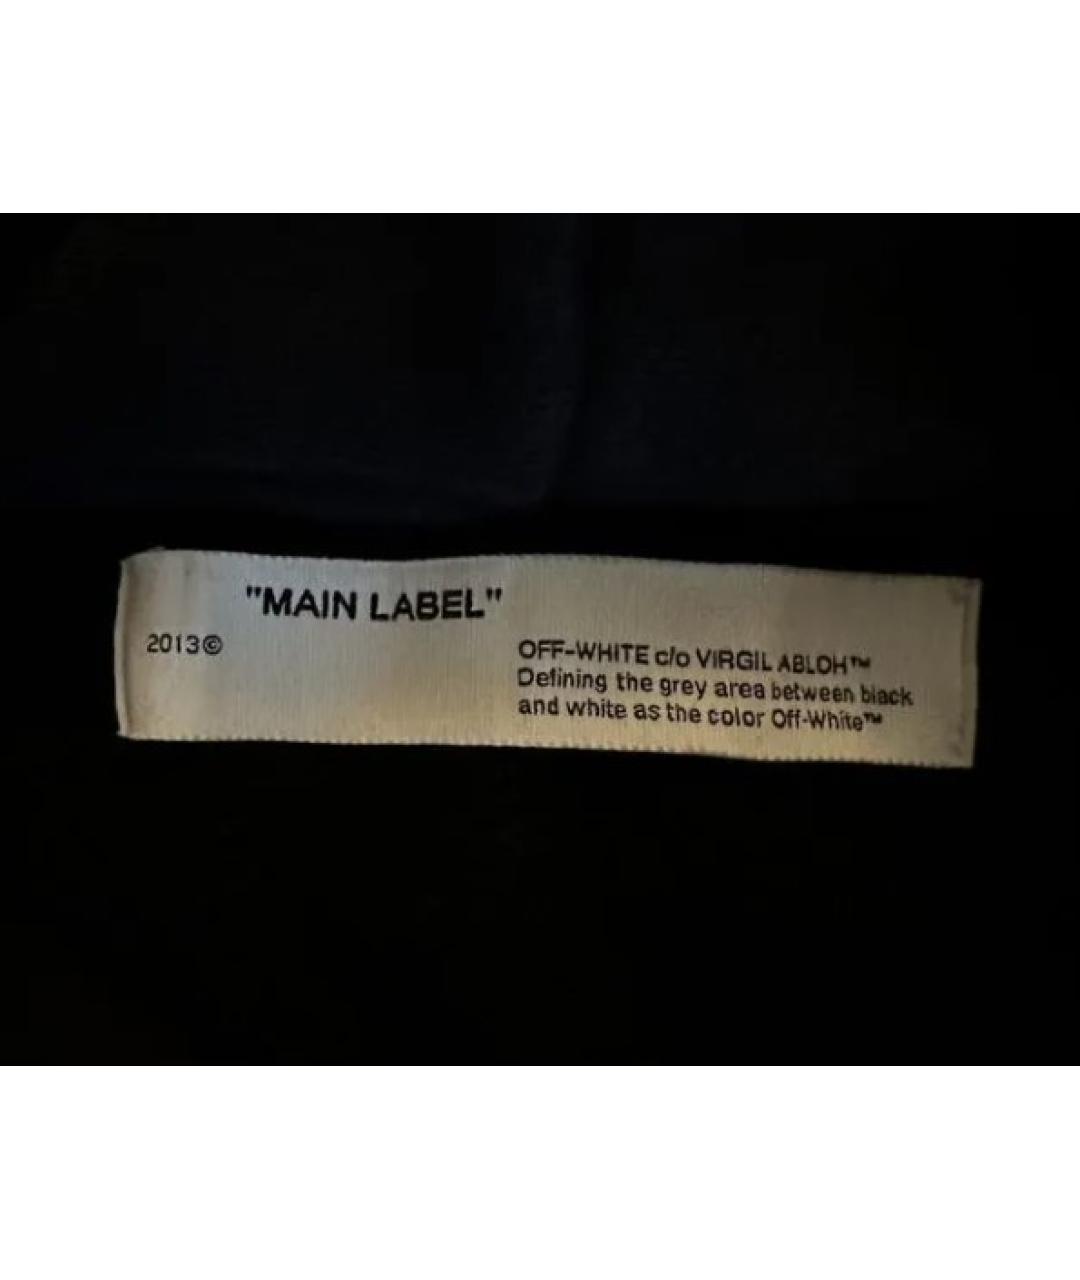 "MAIN LABEL"
2013©
OFF-WHITE c/o VIRGIL ABLOH™
Defining the grey area between black
and white as the color Off-White™